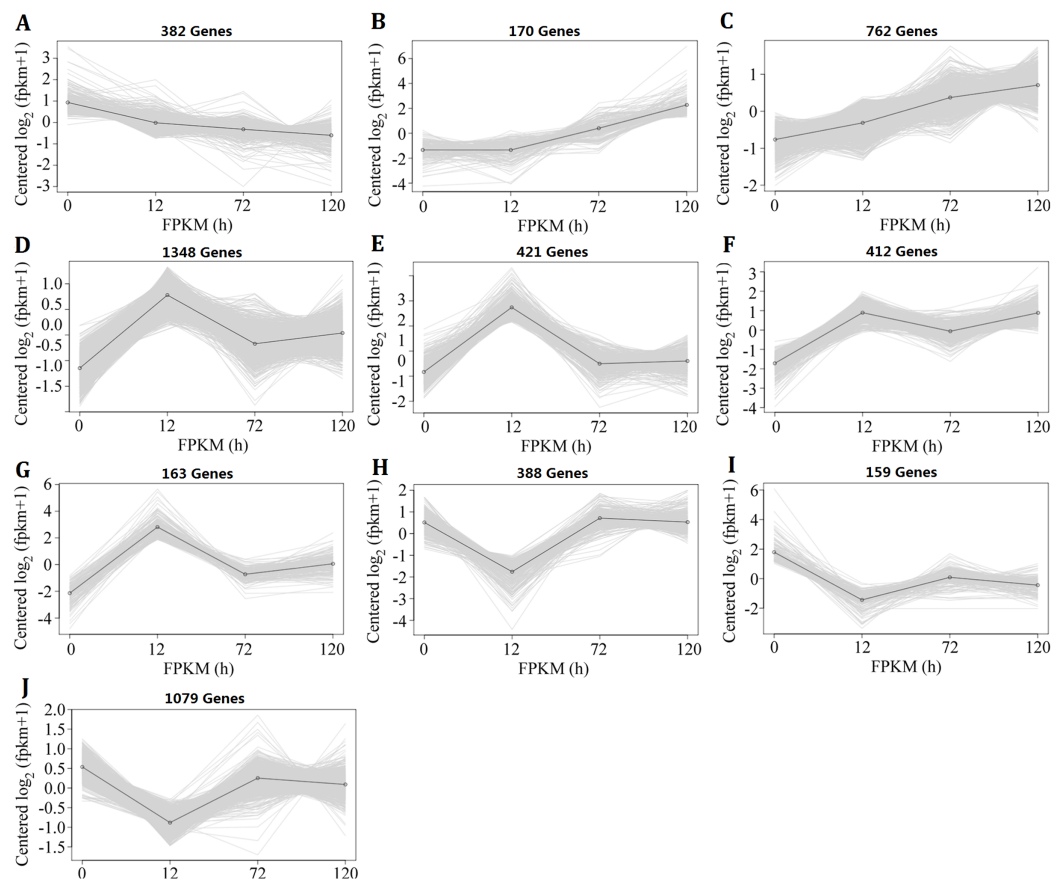 A
382 Genes
Centered log2 (fpkm+1)
3
2
1
0
-1
-2
-3
0 12 72 120
FPKM (h)
B
170 Genes
Centered log2 (fpkm+1)
6
4
2
0
-2
-4
0 12 72 120
FPKM (h)
C
762 Genes
Centered log2 (fpkm+1)
1
0
-1
-2
0 12 72 120
FPKM (h)
D
1348 Genes
Centered log2 (fpkm+1)
1.0
0.5
0.0
-0.5
-1.0
-1.5
0 12 72 120
FPKM (h)
E
421 Genes
Centered log2 (fpkm+1)
3
2
1
0
-1
-2
0 12 72 120
FPKM (h)
F
412 Genes
Centered log2 (fpkm+1)
3
2
1
0
-1
-2
-3
-4
0 12 72 120
FPKM (h)
G
163 Genes
Centered log2 (fpkm+1)
6
4
2
0
-2
-4
0 12 72 120
FPKM (h)
H
388 Genes
Centered log2 (fpkm+1)
2
1
0
-1
-2
-3
-4
0 12 72 120
FPKM (h)
I
159 Genes
Centered log2 (fpkm+1)
6
4
2
0
-2
0 12 72 120
FPKM (h)
J
1079 Genes
Centered log2 (fpkm+1)
2.0
1.5
1.0
0.5
0.0
-0.5
-1.0
-1.5
0 12 72 120